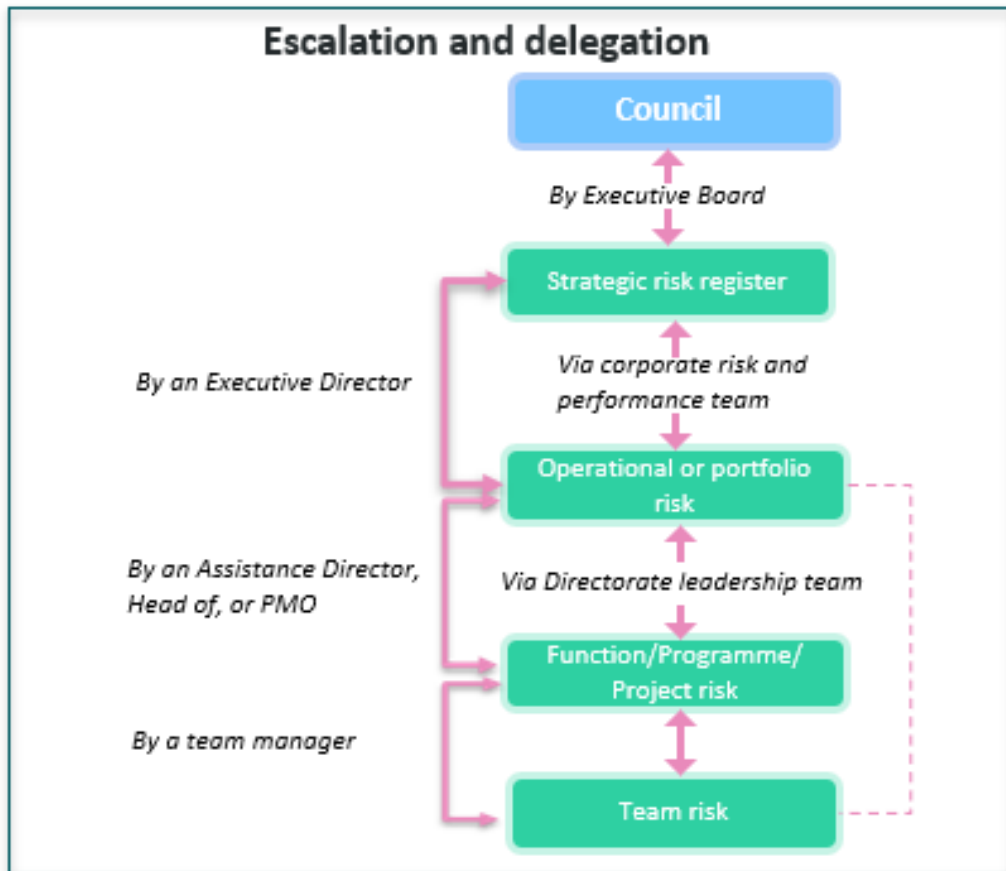 Escalation and delegation
Council
By Executive Board
Strategic risk register
By an Executive Director
Via corporate risk and
performance team
Operational or portfolio
risk
By an Assistance Director,
Head of, or PMO
Via Directorate leadership team
Function/Programme/
Project risk
By a team manager
Team risk